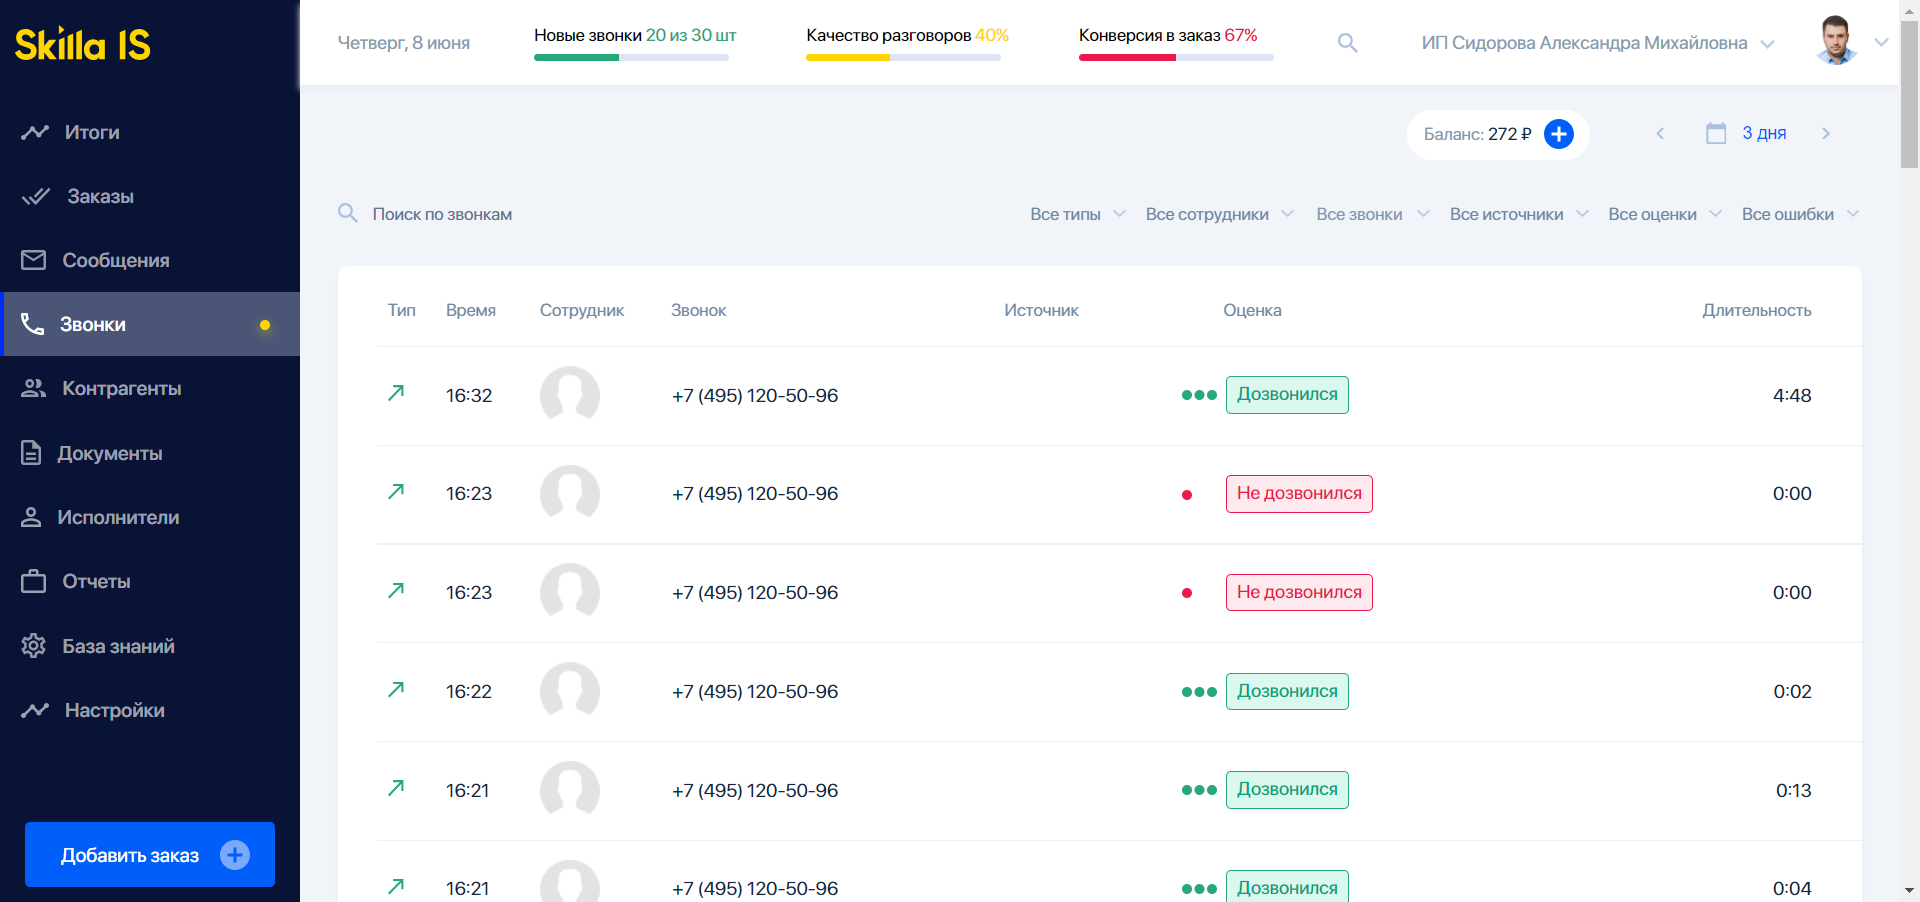 Skilla IS
Четверг, 8 июня
Новые звонки 20 из 30 шт
Качество разговоров 40%
Конверсия в заказ 67%
ИП Сидорова Александра Михайловна
Итоги
Заказы
Сообщения
Звонки
Контрагенты
Документы
Исполнители
Отчеты
База знаний
Настройки
Добавить заказ
Баланс: 272 ₽
3 дня
Поиск по звонкам
Все типы Все сотрудники Все звонки Все источники Все оценки Все ошибки
Тип Время Сотрудник Звонок Источник Оценка Длительность
16:32 +7 (495) 120-50-96 Дозвонился 4:48
16:23 +7 (495) 120-50-96 Не дозвонился 0:00
16:23 +7 (495) 120-50-96 Не дозвонился 0:00
16:22 +7 (495) 120-50-96 Дозвонился 0:02
16:21 +7 (495) 120-50-96 Дозвонился 0:13
16:21 +7 (495) 120-50-96 Дозвонился 0:04